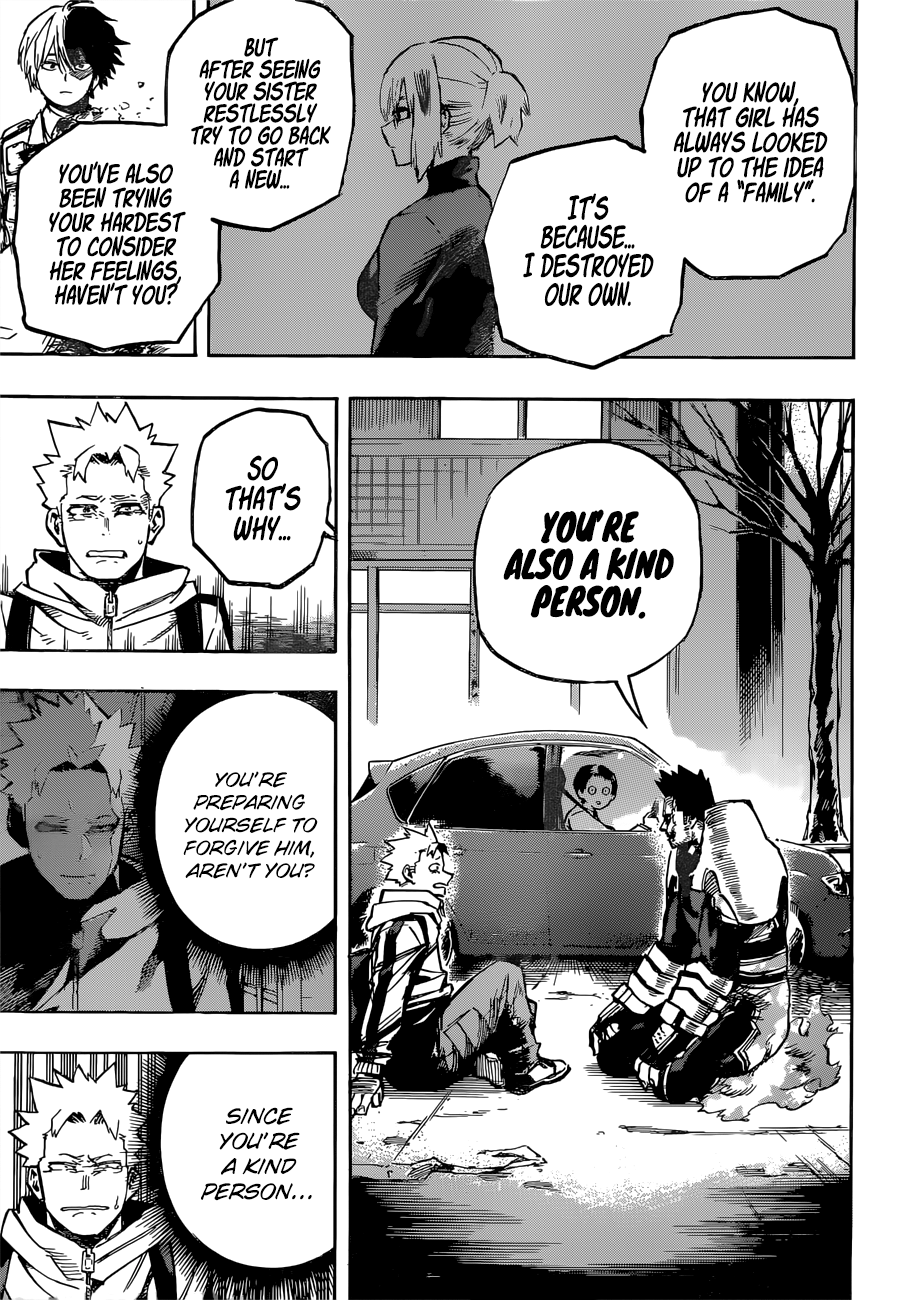 YOU KNOW,
THAT GIRL HAS
ALWAYS LOOKED
UP TO THE IDEA
OF A "FAMILY".
IT'S
BECAUSE...
I DESTROYED
OUR OWN.
BUT
AFTER SEEING
YOUR SISTER
RESTLESSLY
TRY TO GO BACK
AND START
A NEW...
YOU'VE ALSO
BEEN TRYING
YOUR HARDEST
TO CONSIDER
HER FEELINGS,
HAVEN'T YOU?
YOU'RE
ALSO A KIND
PERSON.
SO
THAT'S
WHY...
YOU'RE
PREPARING
YOURSELF TO
FORGIVE HIM,
AREN'T YOU?
SINCE
YOU'RE
A KIND
PERSON...